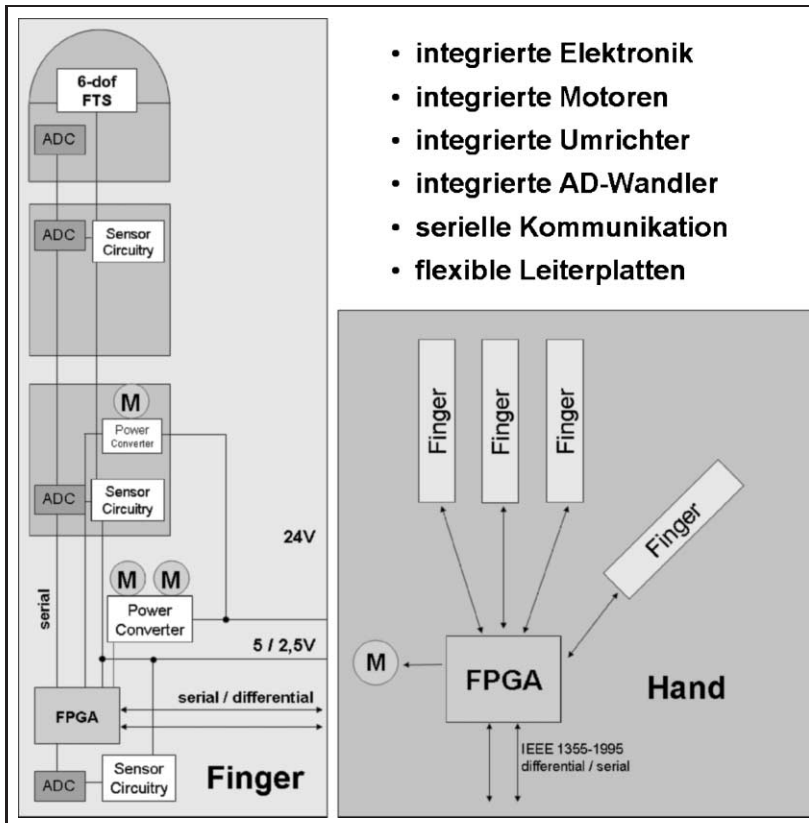 6-dof
FTS
ADC
ADC
Sensor
Circuitry
M
Power
Converter
ADC
Sensor
Circuitry
24V
M M
Power
Converter
serial
5 / 2,5V
serial / differential
FPGA
ADC
Sensor
Circuitry
Finger
• integrierte Elektronik
• integrierte Motoren
• integrierte Umrichter
• integrierte AD-Wandler
• serielle Kommunikation
• flexible Leiterplatten
Finger
Finger
Finger
Finger
M
FPGA
Hand
IEEE 1355-1995
differential / serial